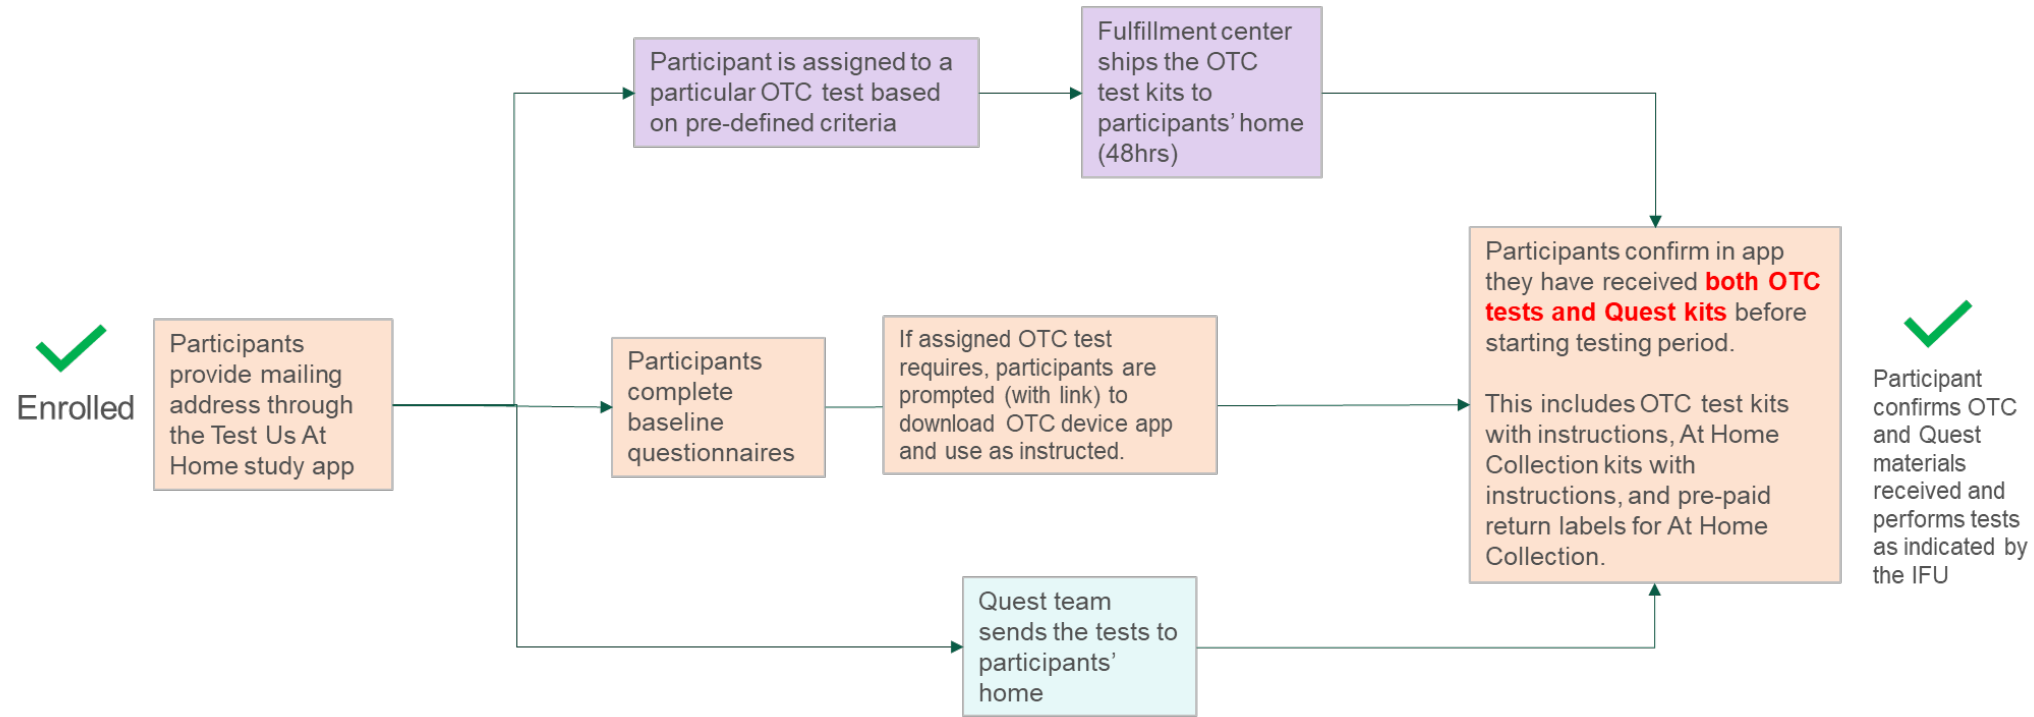 Enrolled
Participants
provide mailing
address through
the Test Us At
Home study app
Participant is assigned to a
particular OTC test based
on pre-defined criteria
Fulfillment center
ships the OTC
test kits to
participants’ home
(48hrs)
Participants
complete
baseline
questionnaires
If assigned OTC test
requires, participants are
prompted (with link) to
download OTC device app
and use as instructed.
Quest team
sends the tests to
participants’
home
Participants confirm in app
they have received both OTC
tests and Quest kits before
starting testing period.
This includes OTC test kits
with instructions, At Home
Collection kits with
instructions, and pre-paid
return labels for At Home
Collection.
Participant
confirms OTC
and Quest
materials
received and
performs tests
as indicated by
the IFU